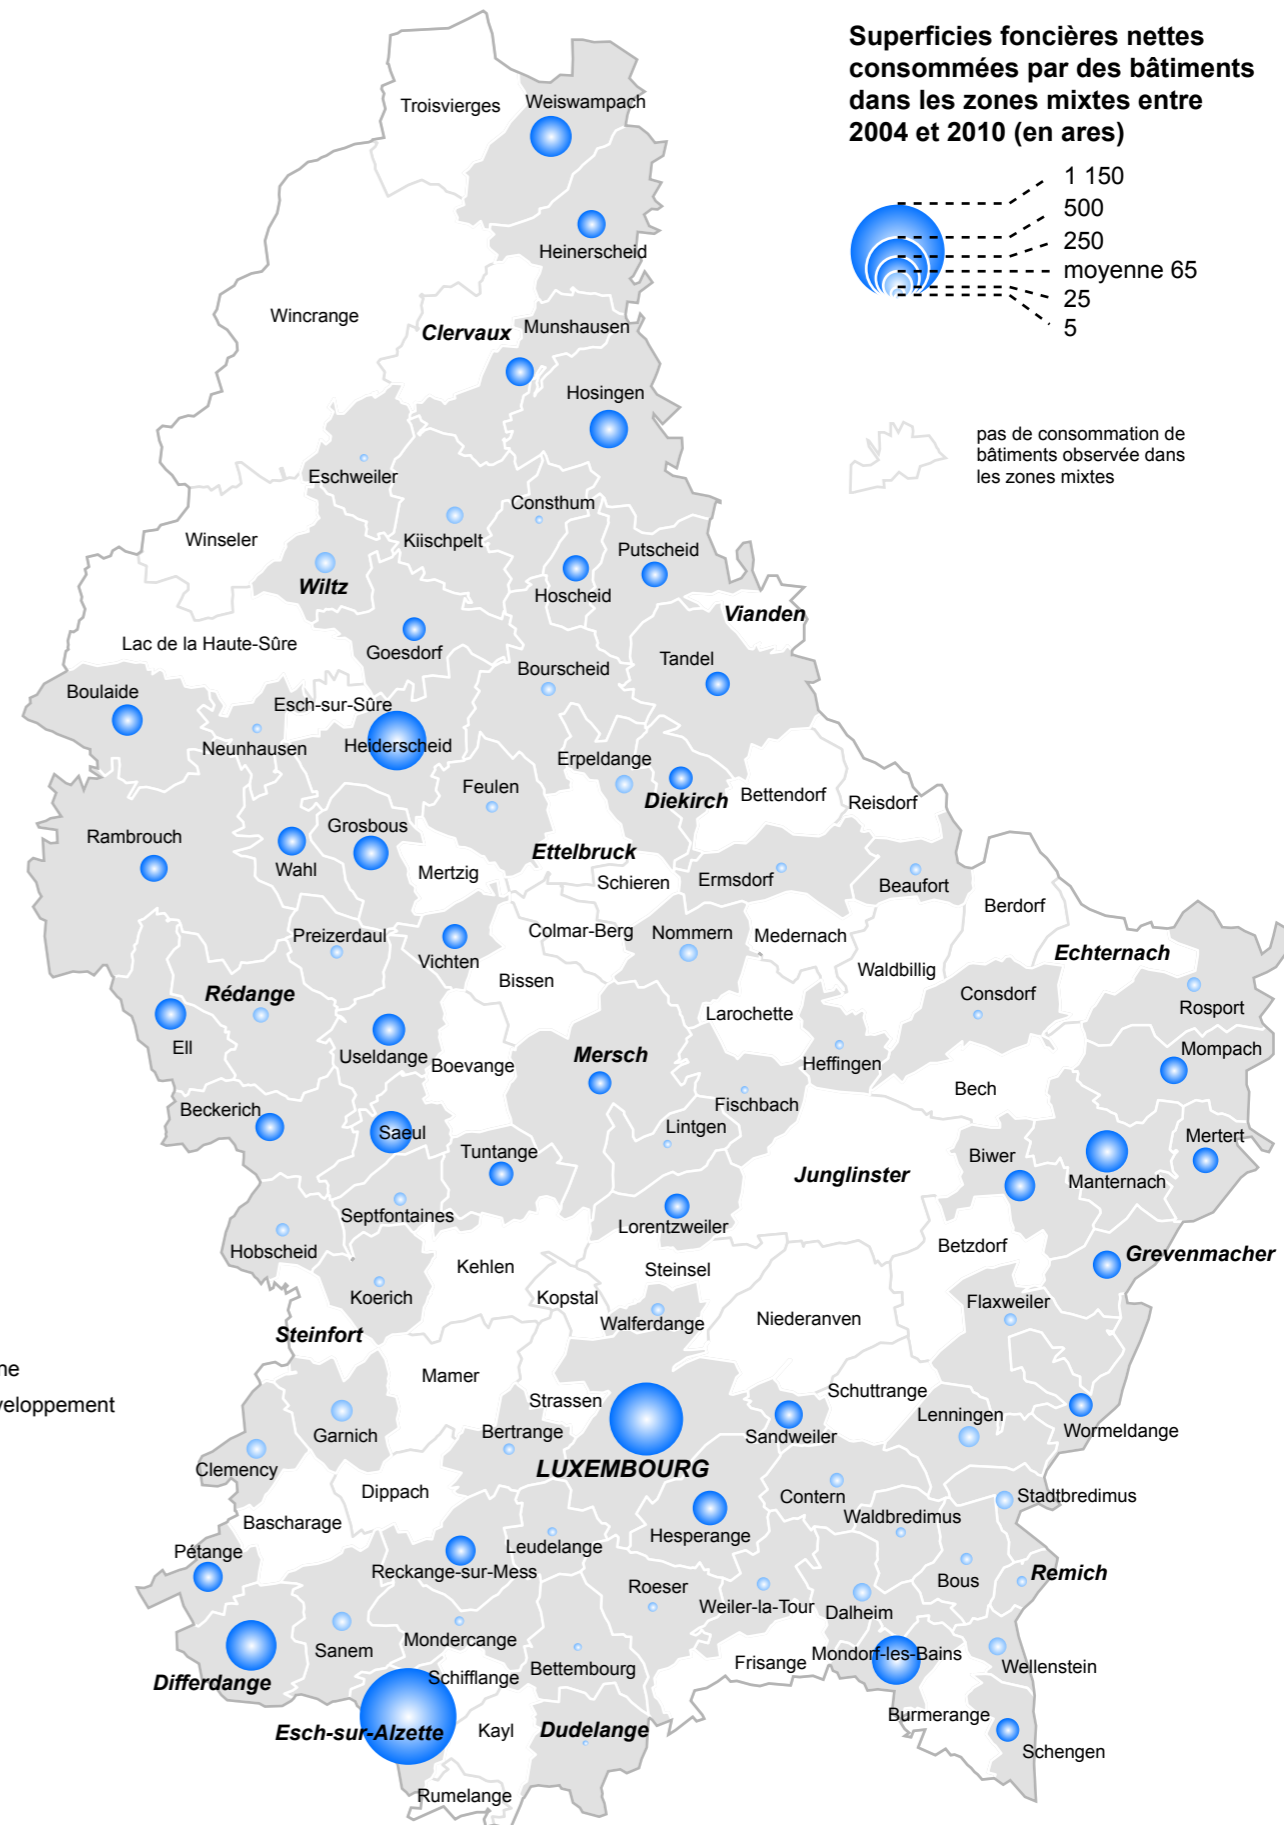 Superficies foncières nettes
consommées par des bâtiments
dans les zones mixtes entre
2004 et 2010 (en ares)
1 150
500
250
moyenne 65
25
5
pas de consommation de
bâtiments observée dans
les zones mixtes
Troisvierges
Weiswampach
Heinerscheid
Wincrange
Clervaux
Munshausen
Hosingen
Eschweiler
Consthum
Kiischpelt
Winseler
Putscheid
Wiltz
Hoscheid
Vianden
Lac de la Haute-Sûre
Goesdorf
Tandel
Bourscheid
Boulaide
Esch-sur-Sûre
Neunhausen
Heiderscheid
Erpeldange
Feulen
Diekirch
Bettendorf
Reisdorf
Rambrouch
Grosbous
Wahl
Mertzig
Ettelbruck
Schieren
Ermsdorf
Beaufort
Berdorf
Preizerdaul
Vichten
Colmar-Berg
Nommern
Medernach
Echternach
Bissen
Waldbillig
Rédange
Consdorf
Rosport
Larochette
Ell
Useldange
Boevange
Mersch
Heffingen
Mompach
Bech
Beckerich
Fischbach
Saeul
Lintgen
Mertert
Tuntange
Biwer
Junglinster
Manternach
Septfontaines
Lorentzweiler
Hobscheid
Betzdorf
Grevenmacher
Kehlen
Steinsel
Koerich
Kopstal
Flaxweiler
Niederanven
Walferdange
Steinfort
Mamer
me
Strassen
Schuttrange
veloppement
Lenningen
Garnich
Bertrange
Sandweiler
Wormeldange
Clemency
LUXEMBOURG
Dippach
Contern
Stadtbredimus
Waldbredimus
Bascharage
Hesperange
Leudelange
Pétange
Reckange-sur-Mess
Bous
Remich
Roeser
Weiler-la-Tour
Dalheim
Mondercange
Sanem
Mondorf-les-Bains
Frisange
Wellenstein
Bettembourg
Schifflange
Differdange
Burmerange
Esch-sur-Alzette
Kayl
Dudelange
Schengen
Rumelange